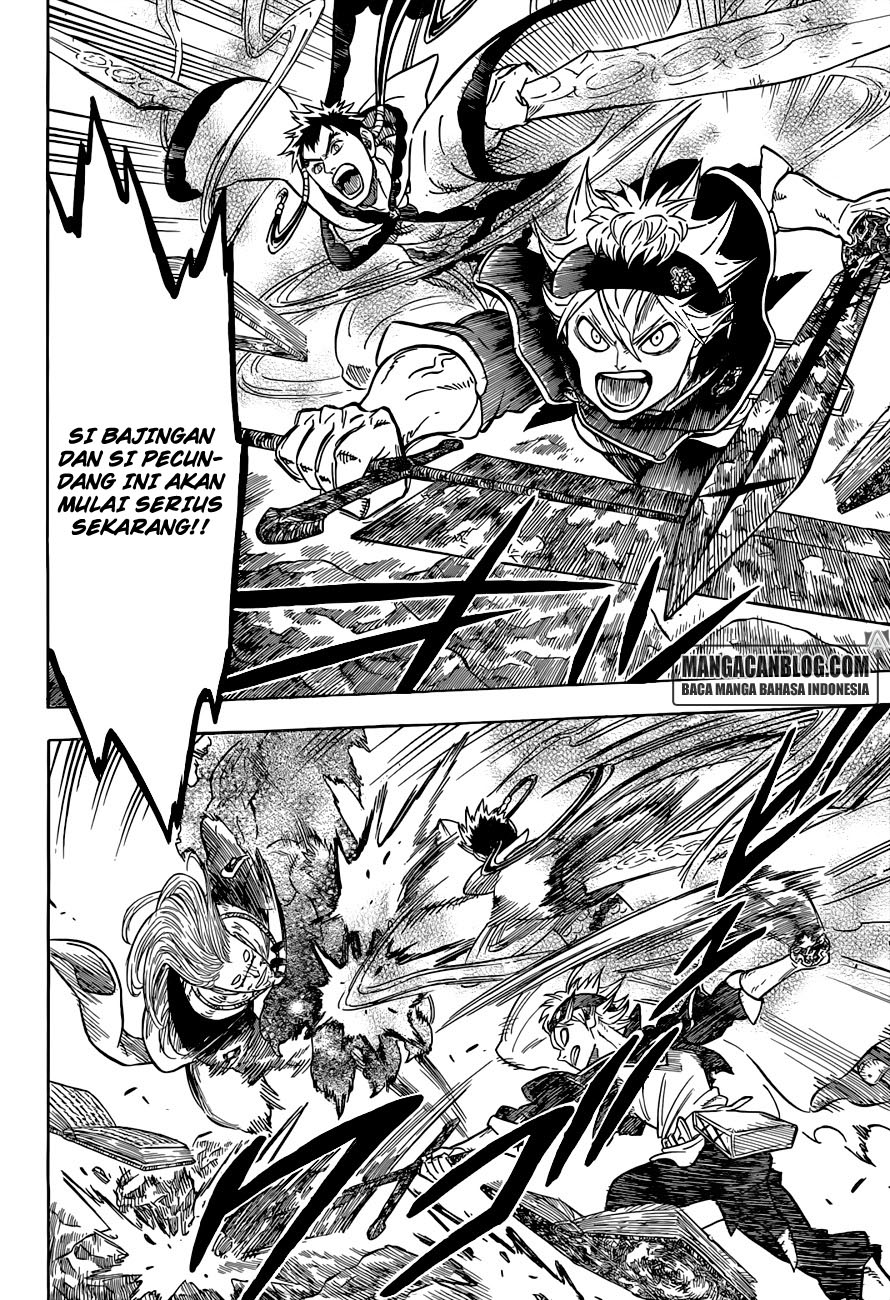 SI BAJINGAN
DAN SI PECUN-
DANG INI AKAN
MULAI SERIUS
SEKARANG!!
MANGACANBLOG.COM
BACA MANGA BAHASA INDONESIA